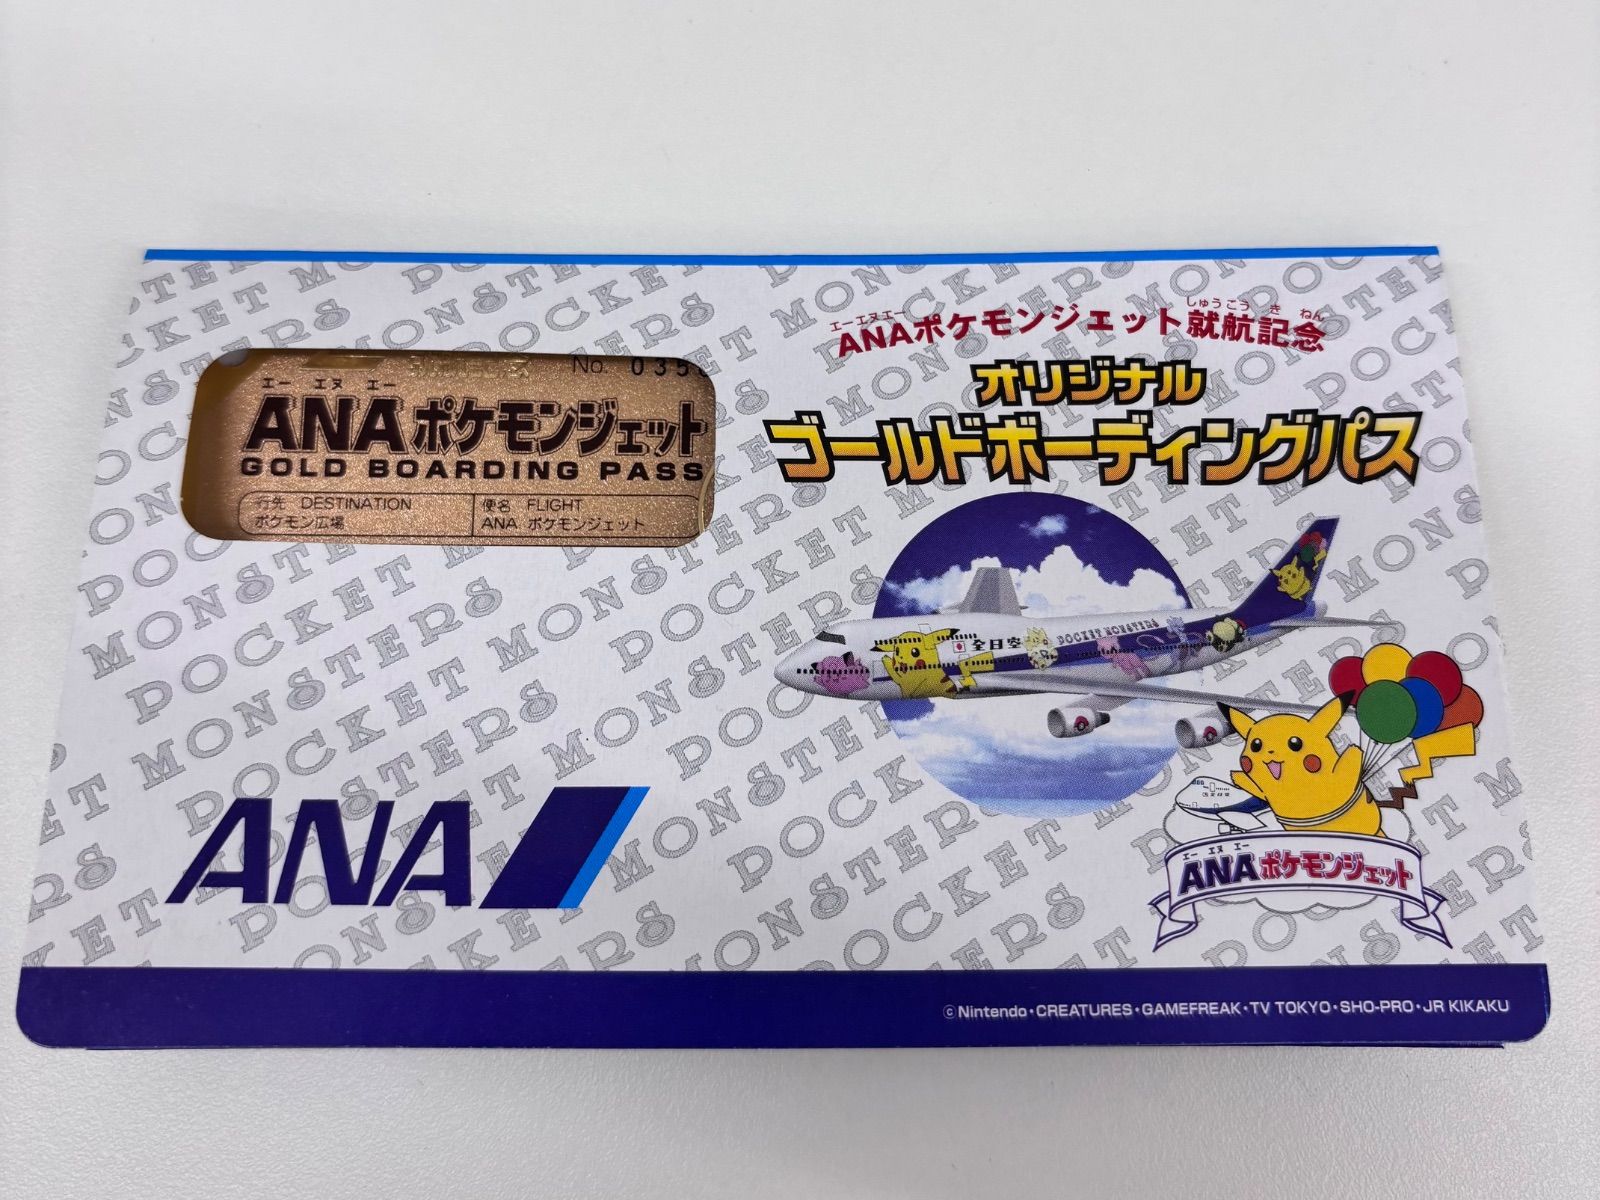 エーエヌエー しゅうこう き ねん
ANAポケモンジェット就航記念
オリジナル
ゴールドボーディングパス
No. 035
エー エヌ エー
ANAポケモンジェット
GOLD BOARDING PASS
行先 DESTINATION
ポケモン広場
便名 FLIGHT
ANA ポケモンジェット
全日空 POCKET MONSTERS
エー エヌ エー
ANAポケモンジェット
ANA
POCKET MONSTERS
©Nintendo・CREATURES・GAMEFREAK・TV TOKYO・SHO-PRO・JR KIKAKU